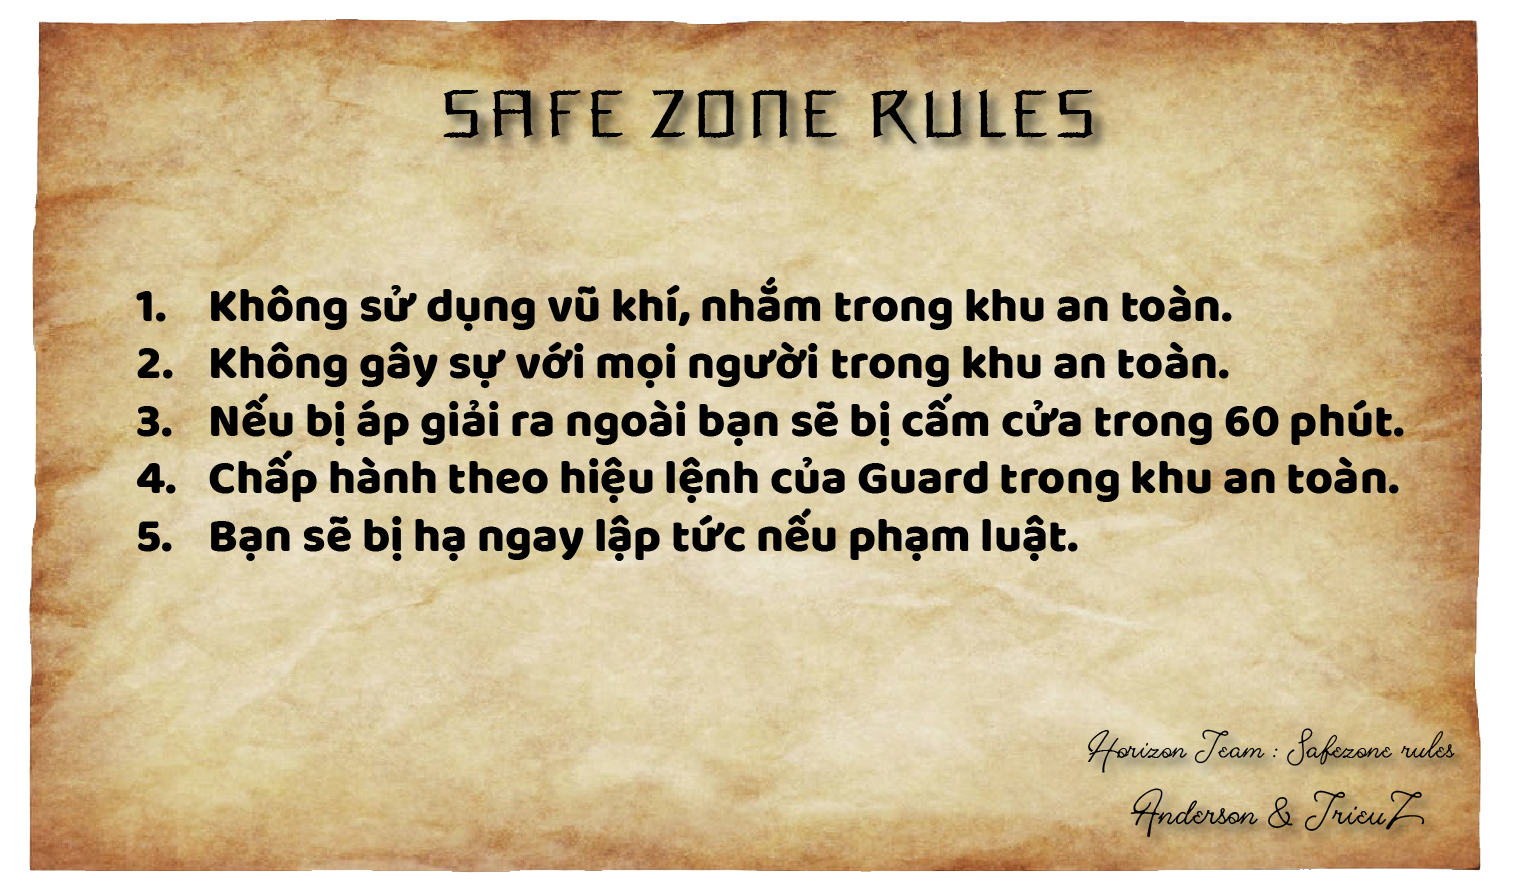 SAFE ZONE RULES
1. Không sử dụng vũ khí, nhắm trong khu an toàn.
2. Không gây sự với mọi người trong khu an toàn.
3. Nếu bị áp giải ra ngoài bạn sẽ bị cấm cửa trong 60 phút.
4. Chấp hành theo hiệu lệnh của Guard trong khu an toàn.
5. Bạn sẽ bị hạ ngay lập tức nếu phạm luật.
Horizon Team : Safezone rules
Anderson & TrieuZ